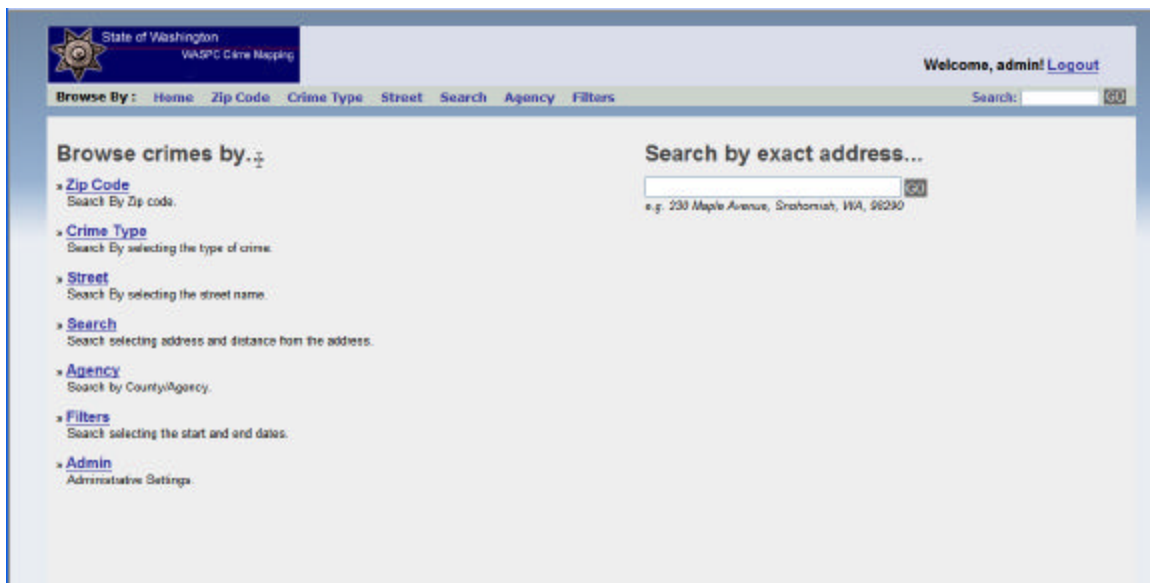 State of Washington
WASPC Crime Mapping
Welcome, admin! Logout
Browse By : Home Zip Code Crime Type Street Search Agency Filters Search: GO
Browse crimes by...
» Zip Code
Search By Zip code.
» Crime Type
Search By selecting the type of crime.
» Street
Search By selecting the street name.
» Search
Search selecting address and distance from the address.
» Agency
Search by County/Agency.
» Filters
Search selecting the start and end dates.
» Admin
Administrative Settings.
Search by exact address...
GO
e.g. 230 Maple Avenue, Snohomish, WA, 98290